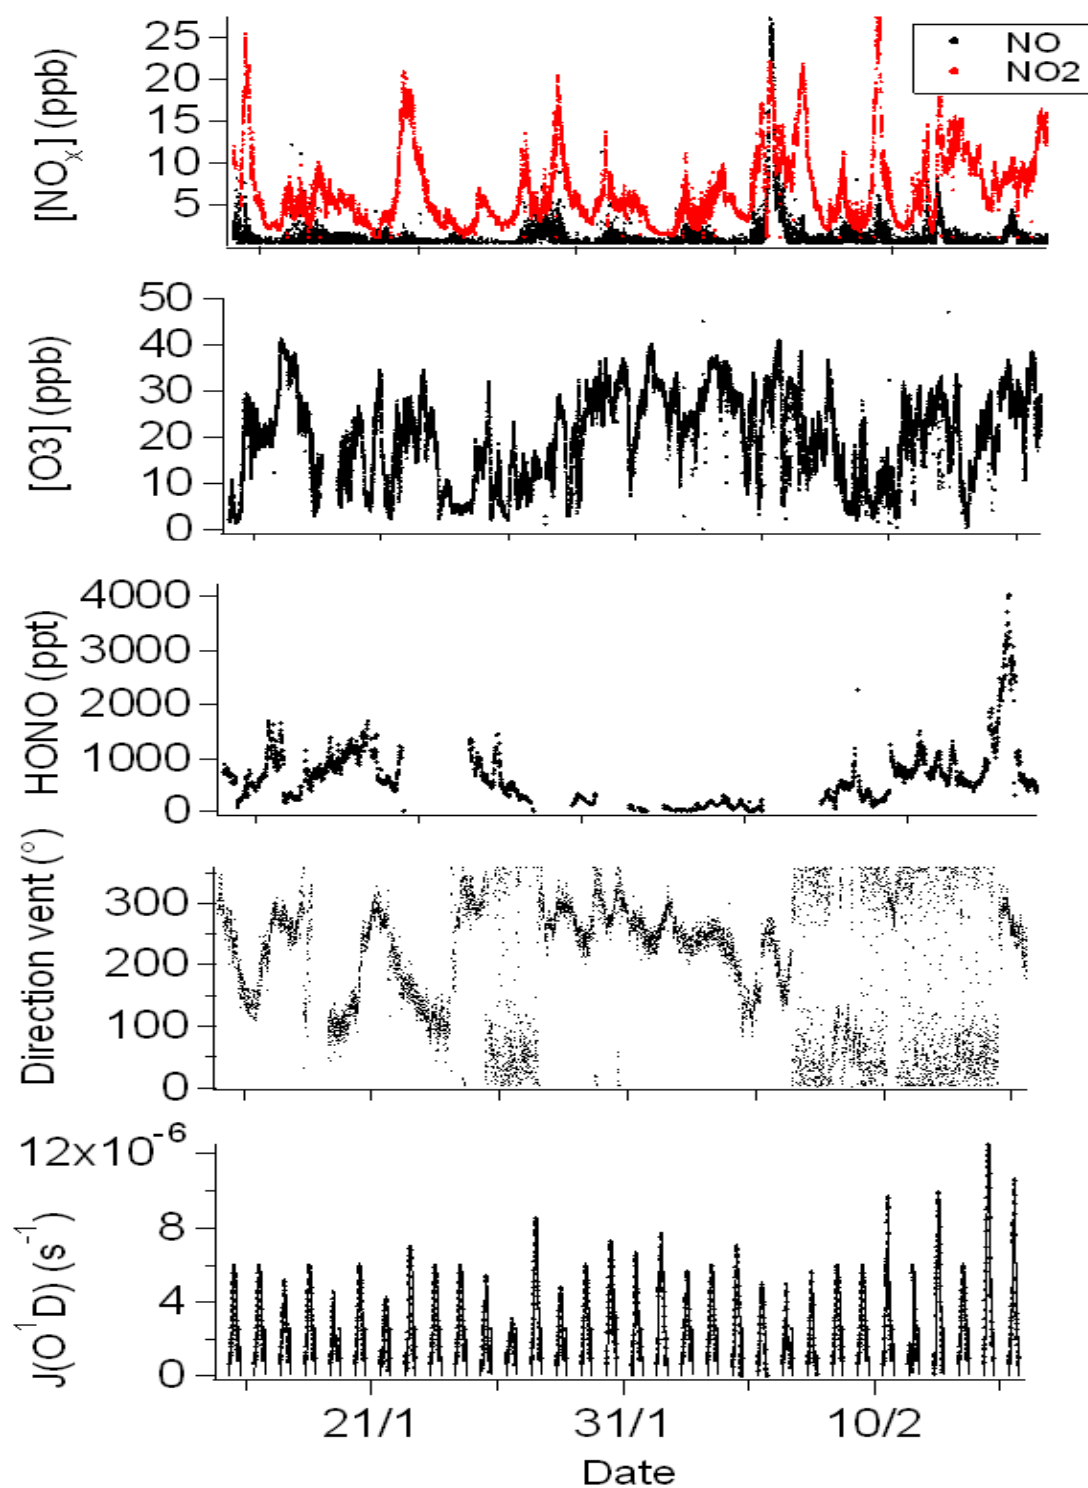 [NOx] (ppb)
25
20
15
10
5
NO
NO2
[O3] (ppb)
50
40
30
20
10
0
HONO (ppt)
4000
3000
2000
1000
0
Direction vent (°)
300
200
100
0
J(O¹D) (s⁻¹)
12x10⁻⁶
8
4
0
21/1
31/1
10/2
Date